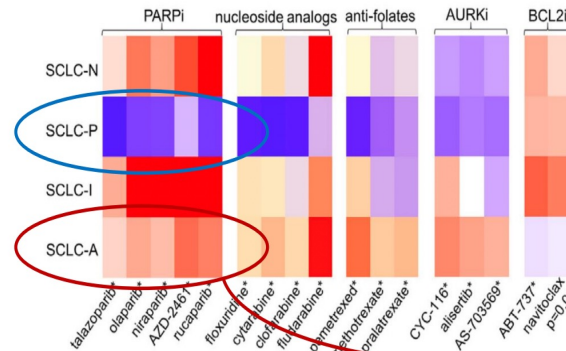 PARPi nucleoside analogs anti-folates AURKi BCL2i
SCLC-N
SCLC-P
SCLC-I
SCLC-A
talazoparib*
olaparib*
niraparib*
AZD-2461*
rucaparib*
floxuridine*
cytarabine*
clofarabine*
fludarabine*
pemetrexed*
methotrexate*
pralatrexate*
CYC-116*
alisertib*
AS-703569*
ABT-737*
navitoclax